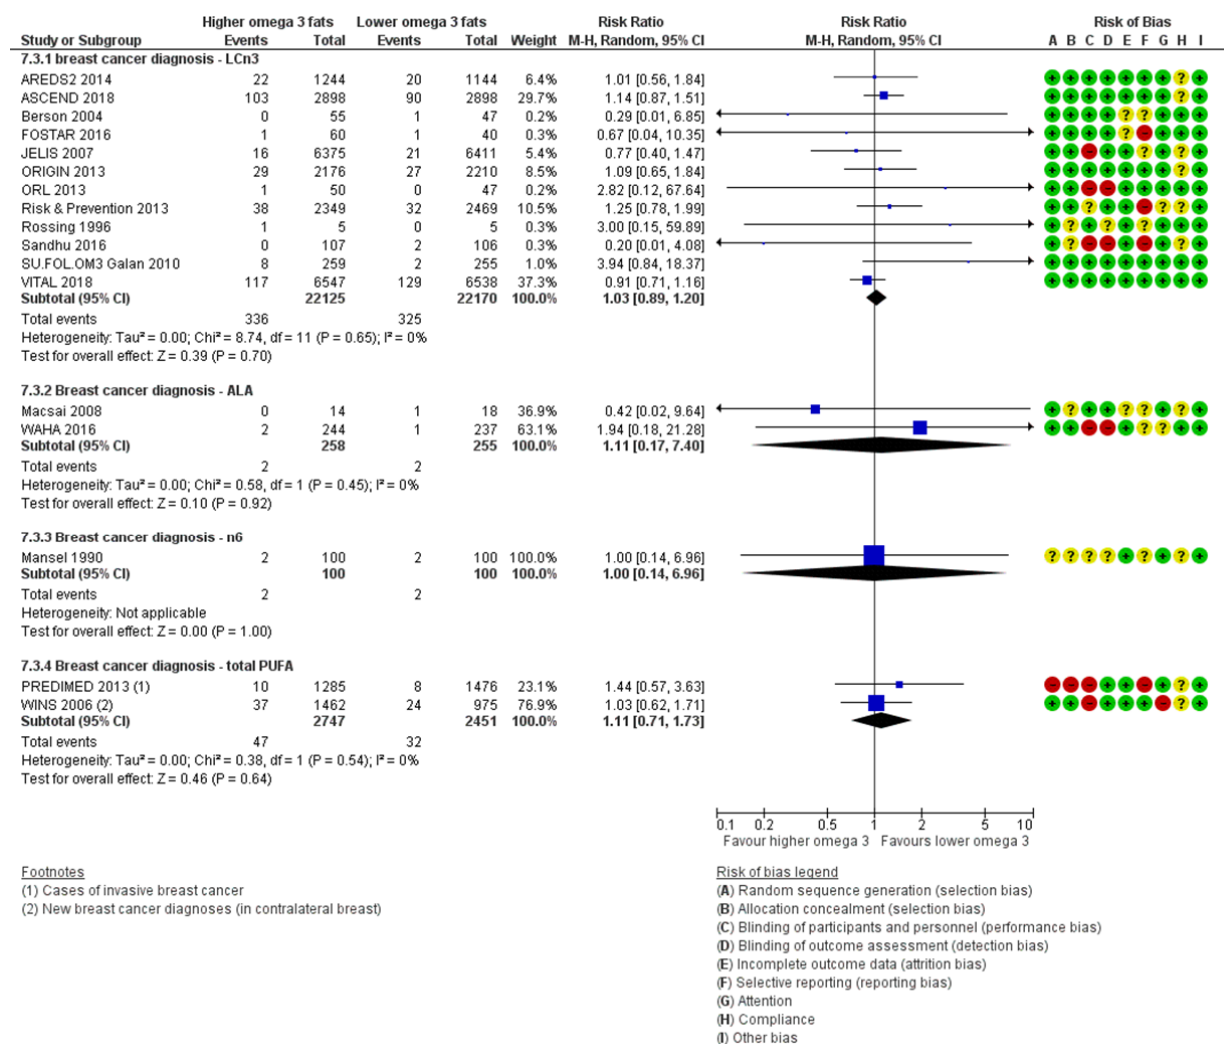 Higher omega 3 fats Lower omega 3 fats Risk Ratio Risk Ratio Risk of Bias
Study or Subgroup Events Total Events Total Weight M-H, Random, 95% CI M-H, Random, 95% CI A B C D E F G H I
7.3.1 breast cancer diagnosis - LCn3
AREDS2 2014 22 1244 20 1144 6.4% 1.01 [0.56, 1.84] + + + + + + + ? +
ASCEND 2018 103 2898 90 2898 29.7% 1.14 [0.87, 1.51] + + + + + + + ? +
Berson 2004 0 55 1 47 0.2% 0.29 [0.01, 6.85] + + + + ? ? + + +
FOSTAR 2016 1 60 1 40 0.3% 0.67 [0.04, 10.35] + + + + ? - + + +
JELIS 2007 16 6375 21 6411 5.4% 0.77 [0.40, 1.47] + + - + + ? + ? +
ORIGIN 2013 29 2176 27 2210 8.5% 1.09 [0.65, 1.84] + + + + + + + ? +
ORL 2013 1 50 0 47 0.2% 2.82 [0.12, 67.64] + + - - + + + + +
Risk & Prevention 2013 38 2349 32 2469 10.5% 1.25 [0.78, 1.99] + + ? + + - ? ? +
Rossing 1996 1 5 0 5 0.3% 3.00 [0.15, 59.89] + ? + ? + ? + + +
Sandhu 2016 0 107 2 106 0.3% 0.20 [0.01, 4.08] + ? - - + - + ? +
SU.FOL.OM3 Galan 2010 8 259 2 255 1.0% 3.94 [0.84, 18.37] + + + + + + + + +
VITAL 2018 117 6547 129 6538 37.3% 0.91 [0.71, 1.16] + + + + + + + + +
Subtotal (95% CI) 22125 22170 100.0% 1.03 [0.89, 1.20]
Total events 336 325
Heterogeneity: Tau² = 0.00; Chi² = 8.74, df = 11 (P = 0.65); I² = 0%
Test for overall effect: Z = 0.39 (P = 0.70)
7.3.2 Breast cancer diagnosis - ALA
Macsai 2008 0 14 1 18 36.9% 0.42 [0.02, 9.64] + ? + + ? ? + ? +
WAHA 2016 2 244 1 237 63.1% 1.94 [0.18, 21.28] + + - - + ? ? + +
Subtotal (95% CI) 258 255 100.0% 1.11 [0.17, 7.40]
Total events 2 2
Heterogeneity: Tau² = 0.00; Chi² = 0.58, df = 1 (P = 0.45); I² = 0%
Test for overall effect: Z = 0.10 (P = 0.92)
7.3.3 Breast cancer diagnosis - n6
Mansel 1990 2 100 2 100 100.0% 1.00 [0.14, 6.96] ? ? ? ? + ? + ? +
Subtotal (95% CI) 100 100 100.0% 1.00 [0.14, 6.96]
Total events 2 2
Heterogeneity: Not applicable
Test for overall effect: Z = 0.00 (P = 1.00)
7.3.4 Breast cancer diagnosis - total PUFA
PREDIMED 2013 (1) 10 1285 8 1476 23.1% 1.44 [0.57, 3.63] - - - + + - + ? +
WINS 2006 (2) 37 1462 24 975 76.9% 1.03 [0.62, 1.71] + + - + + + - ? +
Subtotal (95% CI) 2747 2451 100.0% 1.11 [0.71, 1.73]
Total events 47 32
Heterogeneity: Tau² = 0.00; Chi² = 0.38, df = 1 (P = 0.54); I² = 0%
Test for overall effect: Z = 0.46 (P = 0.64)
0.1 0.2 0.5 1 2 5 10
Favour higher omega 3 Favours lower omega 3
Footnotes
(1) Cases of invasive breast cancer
(2) New breast cancer diagnoses (in contralateral breast)
Risk of bias legend
(A) Random sequence generation (selection bias)
(B) Allocation concealment (selection bias)
(C) Blinding of participants and personnel (performance bias)
(D) Blinding of outcome assessment (detection bias)
(E) Incomplete outcome data (attrition bias)
(F) Selective reporting (reporting bias)
(G) Attention
(H) Compliance
(I) Other bias